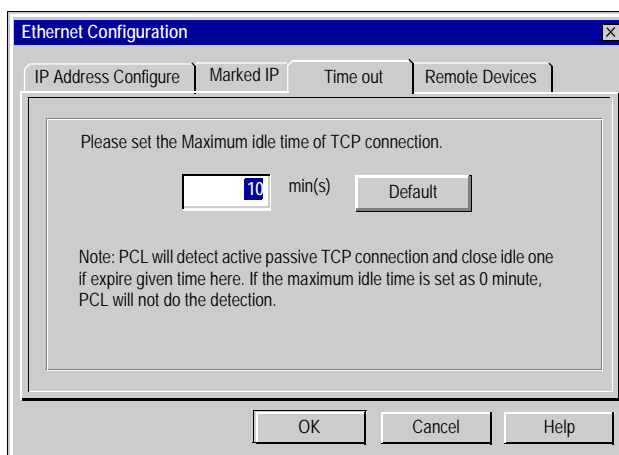 Ethernet Configuration
IP Address Configure Marked IP Time out Remote Devices
Please set the Maximum idle time of TCP connection.
10 min(s) Default
Note: PCL will detect active passive TCP connection and close idle one
if expire given time here. If the maximum idle time is set as 0 minute,
PCL will not do the detection.
OK Cancel Help